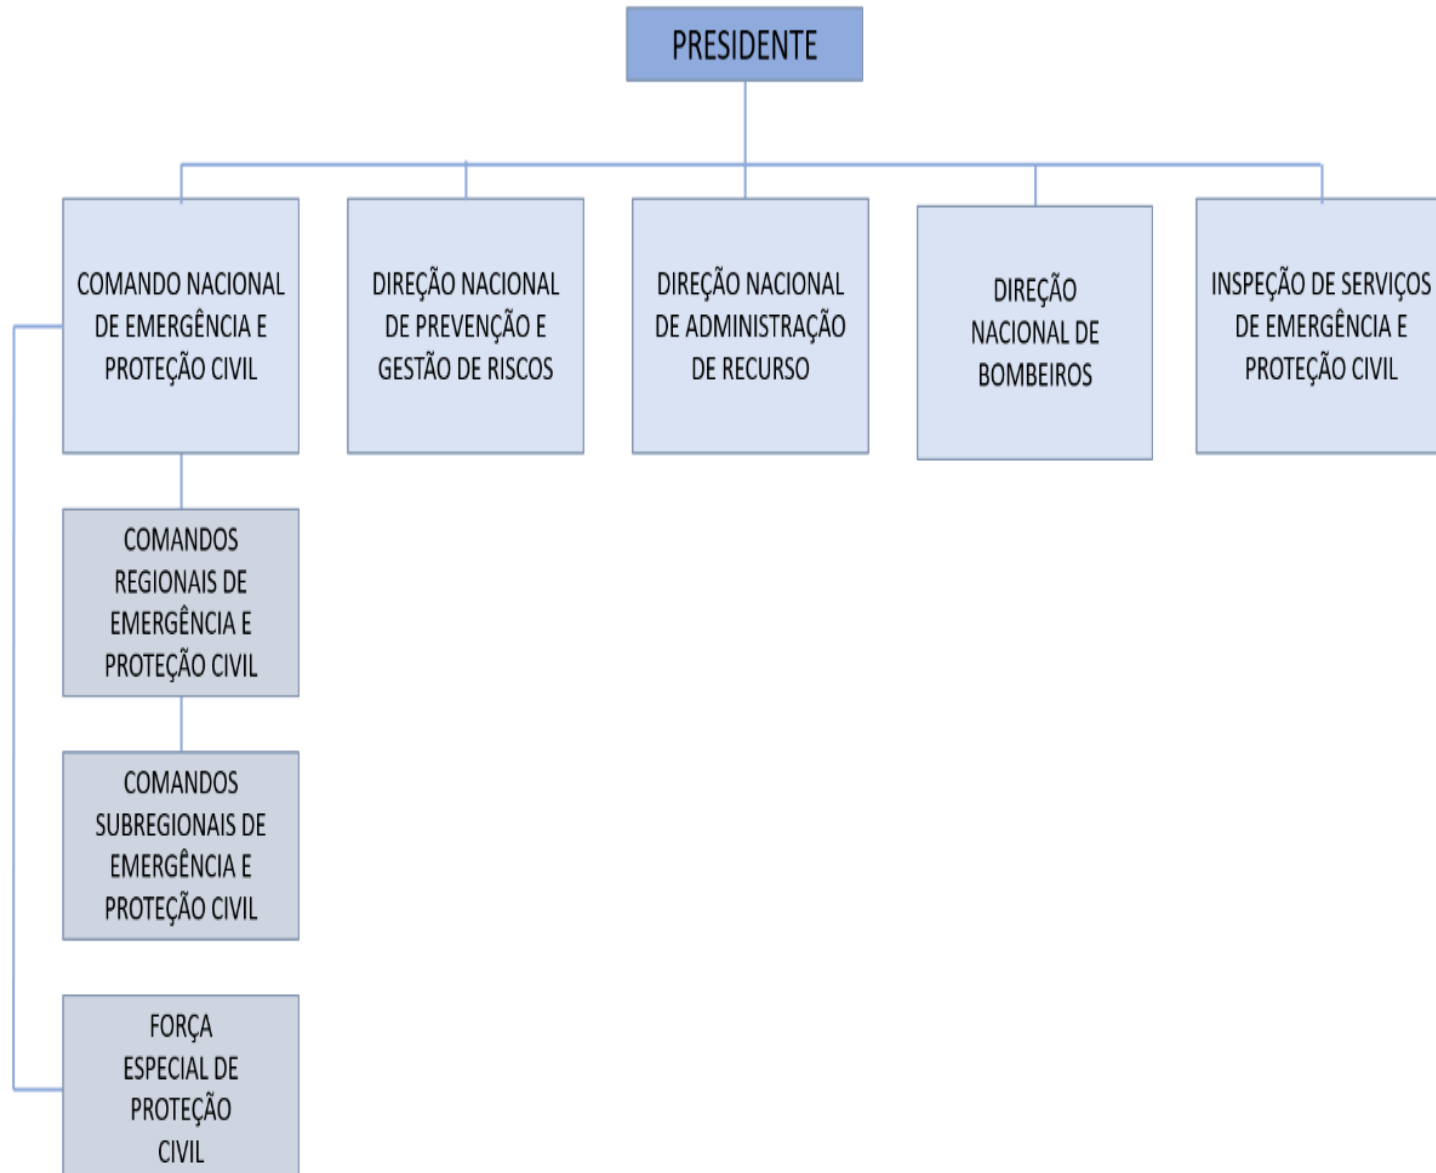 PRESIDENTE
COMANDO NACIONAL
DE EMERGÊNCIA E
PROTEÇÃO CIVIL
DIREÇÃO NACIONAL
DE PREVENÇÃO E
GESTÃO DE RISCOS
DIREÇÃO NACIONAL
DE ADMINISTRAÇÃO
DE RECURSO
DIREÇÃO
NACIONAL DE
BOMBEIROS
INSPEÇÃO DE SERVIÇOS
DE EMERGÊNCIA E
PROTEÇÃO CIVIL
COMANDOS
REGIONAIS DE
EMERGÊNCIA E
PROTEÇÃO CIVIL
COMANDOS
SUBREGIONAIS DE
EMERGÊNCIA E
PROTEÇÃO CIVIL
FORÇA
ESPECIAL DE
PROTEÇÃO
CIVIL